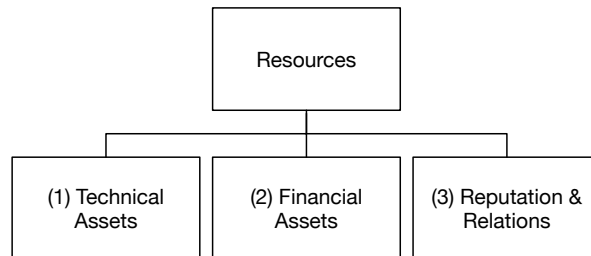 Resources
(1) Technical
Assets
(2) Financial
Assets
(3) Reputation &
Relations